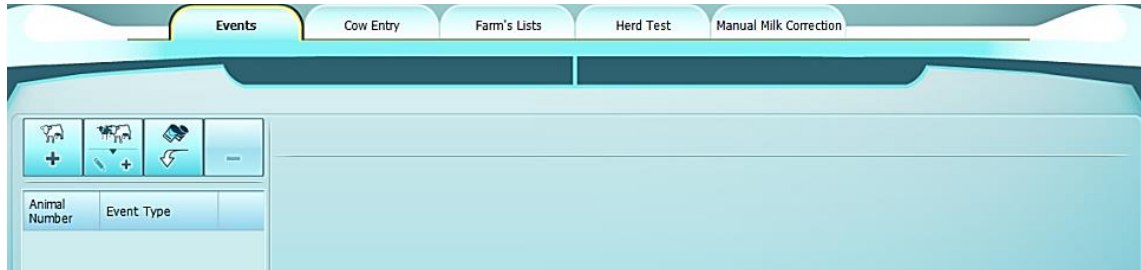 Events
Cow Entry
Farm's Lists
Herd Test
Manual Milk Correction
Animal
Number
Event Type